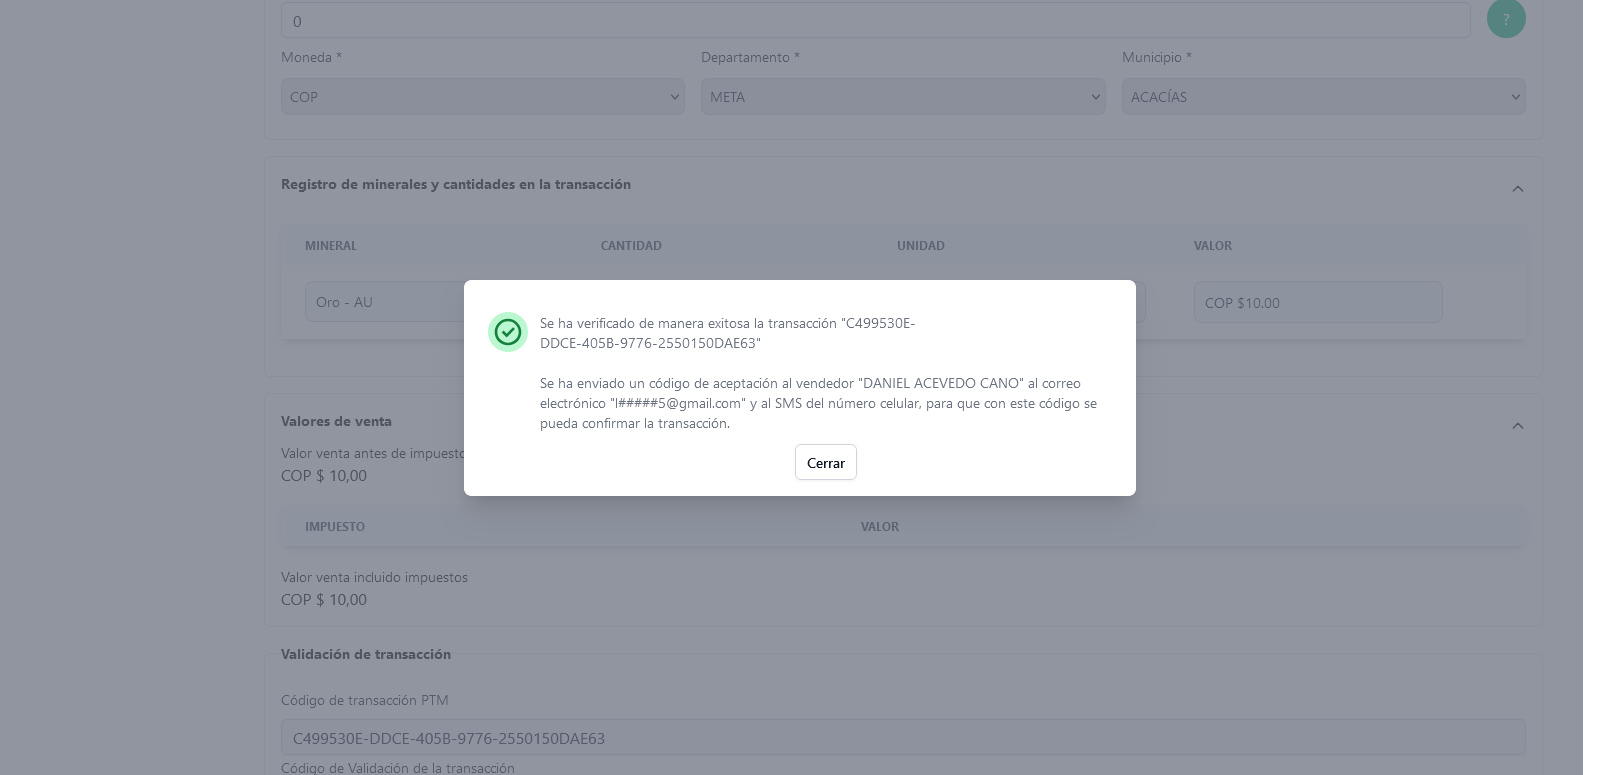 0
?
Moneda *
Departamento *
Municipio *
COP
META
ACACÍAS
Registro de minerales y cantidades en la transacción
MINERAL
CANTIDAD
UNIDAD
VALOR
Oro - AU
COP $10.00
Se ha verificado de manera exitosa la transacción "C499530E-
DDCE-405B-9776-2550150DAE63"
Se ha enviado un código de aceptación al vendedor "DANIEL ACEVEDO CANO" al correo
electrónico "l#####5@gmail.com" y al SMS del número celular, para que con este código se
pueda confirmar la transacción.
Cerrar
Valores de venta
Valor venta antes de impuesto
COP $ 10,00
IMPUESTO
VALOR
Valor venta incluido impuestos
COP $ 10,00
Validación de transacción
Código de transacción PTM
C499530E-DDCE-405B-9776-2550150DAE63
Código de Validación de la transacción